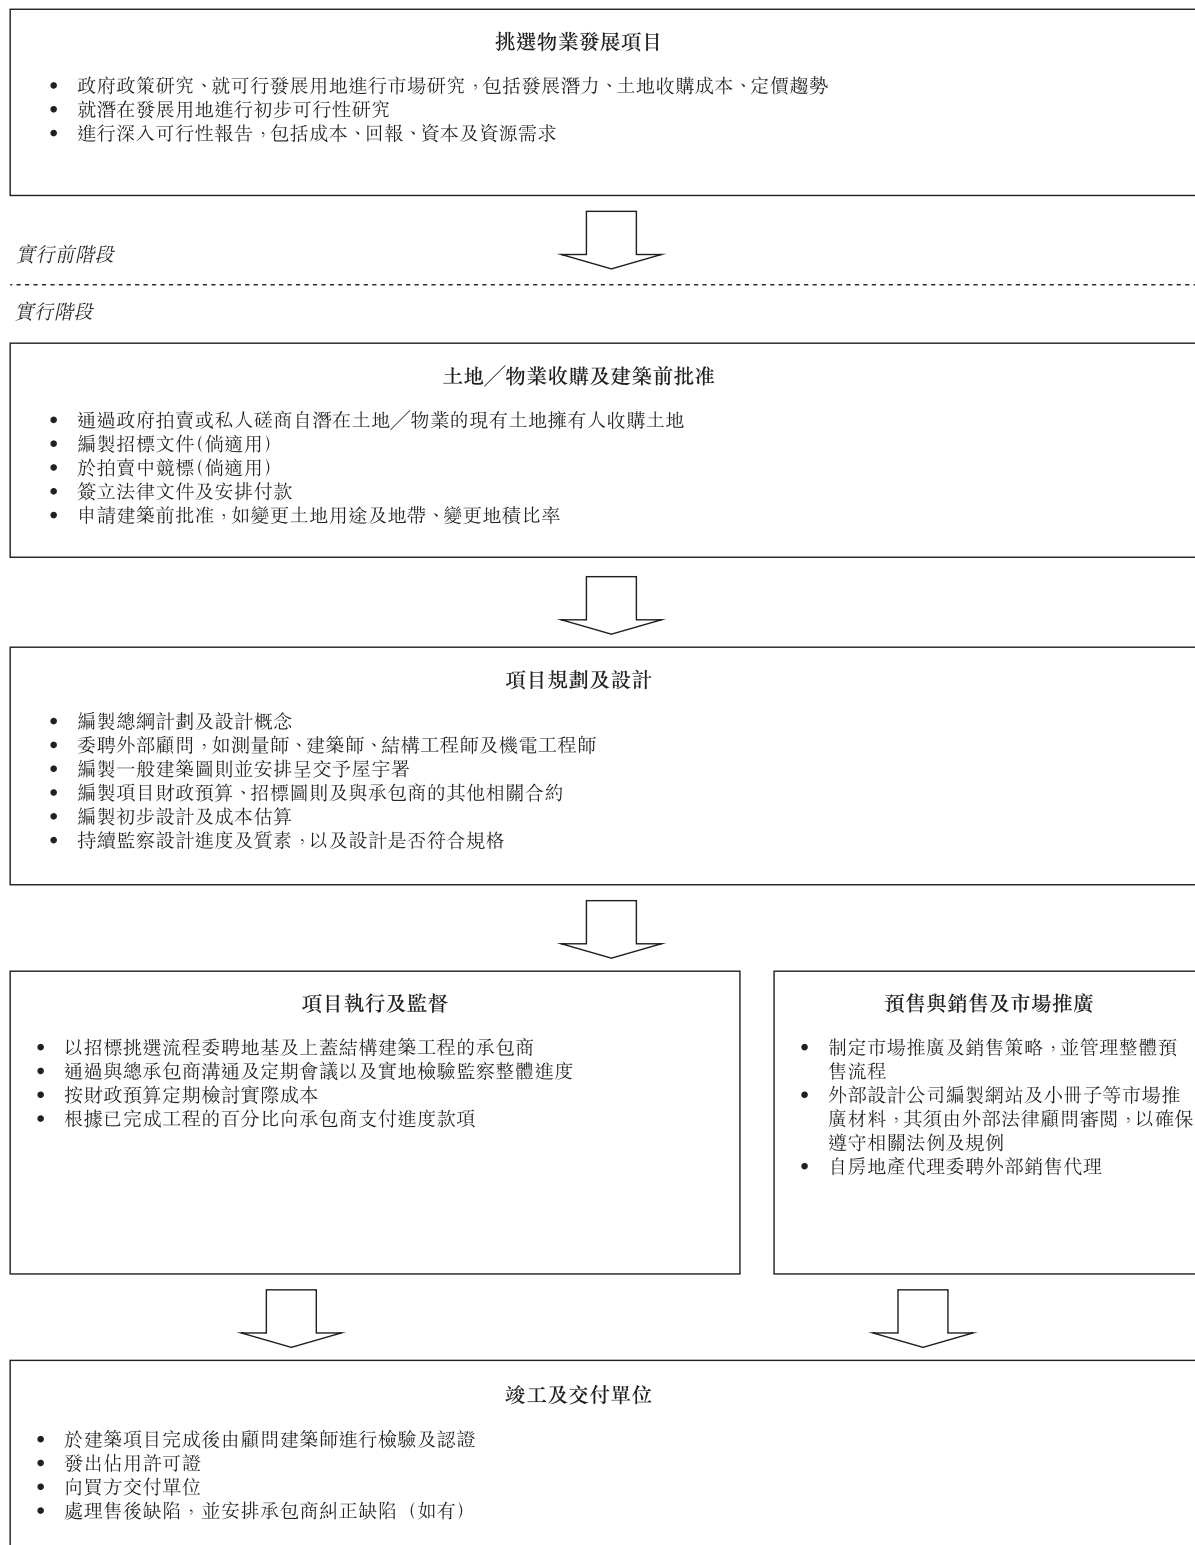 挑選物業發展項目
• 政府政策研究、就可行發展用地進行市場研究，包括發展潛力、土地收購成本、定價趨勢
• 就潛在發展用地進行初步可行性研究
• 進行深入可行性報告，包括成本、回報、資本及資源需求
實行前階段
實行階段
土地／物業收購及建築前批准
• 通過政府拍賣或私人磋商自潛在土地／物業的現有土地擁有人收購土地
• 編製招標文件(倘適用)
• 於拍賣中競標(倘適用)
• 簽立法律文件及安排付款
• 申請建築前批准，如變更土地用途及地帶、變更地積比率
項目規劃及設計
• 編製總綱計劃及設計概念
• 委聘外部顧問，如測量師、建築師、結構工程師及機電工程師
• 編製一般建築圖則並安排呈交予屋宇署
• 編製項目財政預算、招標圖則及與承包商的其他相關合約
• 編製初步設計及成本估算
• 持續監察設計進度及質素，以及設計是否符合規格
項目執行及監督
• 以招標挑選流程委聘地基及上蓋結構建築工程的承包商
• 通過與總承包商溝通及定期會議以及實地檢驗監察整體進度
• 按財政預算定期檢討實際成本
• 根據已完成工程的百分比向承包商支付進度款項
預售與銷售及市場推廣
• 制定市場推廣及銷售策略，並管理整體預
售流程
• 外部設計公司編製網站及小冊子等市場推
廣材料，其須由外部法律顧問審閱，以確保
遵守相關法例及規例
• 自房地產代理委聘外部銷售代理
竣工及交付單位
• 於建築項目完成後由顧問建築師進行檢驗及認證
• 發出佔用許可證
• 向買方交付單位
• 處理售後缺陷，並安排承包商糾正缺陷（如有）